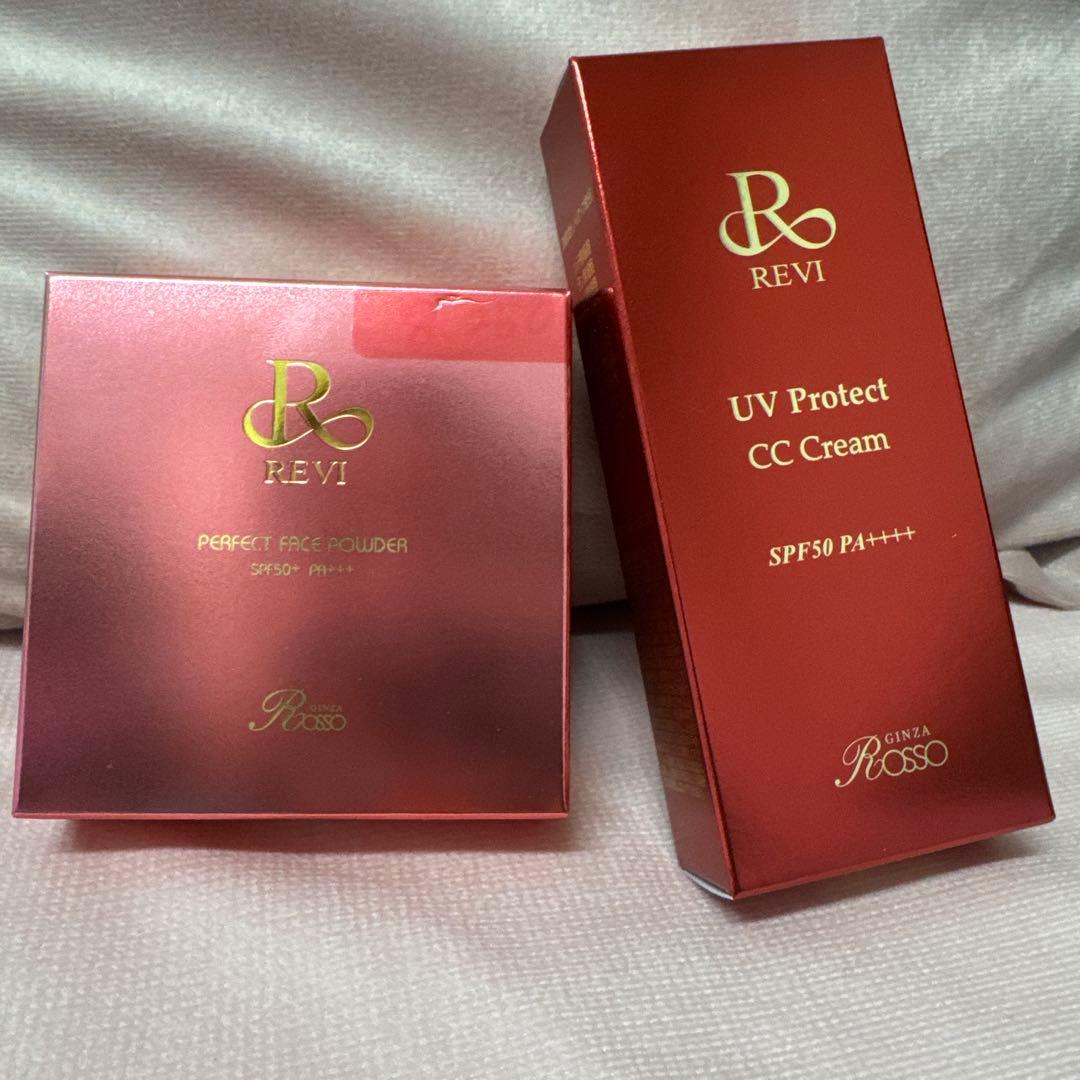 R
REVI
PERFECT FACE POWDER
SPF50+ PA+++
GINZA
Rosso
R
REVI
UV Protect
CC Cream
SPF50 PA++++
GINZA
Rosso